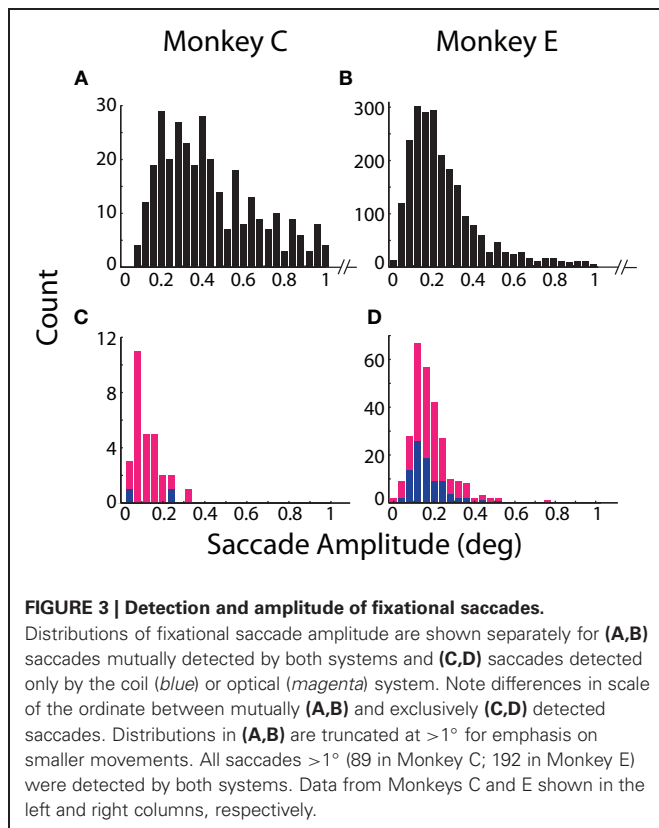 Monkey C Monkey E
A B
30 300
20 200
10 100
0
0 0.2 0.4 0.6 0.8 1 0 0.2 0.4 0.6 0.8 1
Count
C D
12 60
8 40
4 20
0 0
0 0.2 0.4 0.6 0.8 1 0 0.2 0.4 0.6 0.8 1
Saccade Amplitude (deg)
FIGURE 3 | Detection and amplitude of fixational saccades.
Distributions of fixational saccade amplitude are shown separately for (A,B)
saccades mutually detected by both systems and (C,D) saccades detected
only by the coil (blue) or optical (magenta) system. Note differences in scale
of the ordinate between mutually (A,B) and exclusively (C,D) detected
saccades. Distributions in (A,B) are truncated at >1° for emphasis on
smaller movements. All saccades >1° (89 in Monkey C; 192 in Monkey E)
were detected by both systems. Data from Monkeys C and E shown in the
left and right columns, respectively.